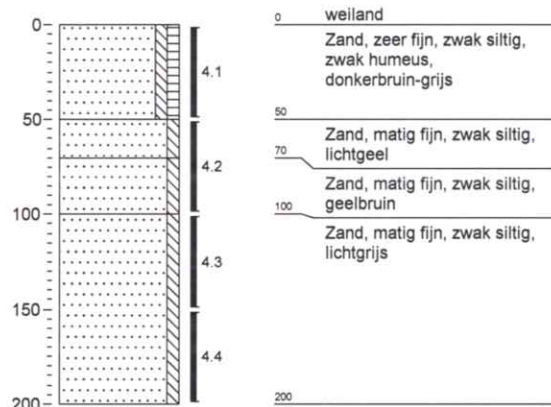 0
50
100
150
200
4.1
4.2
4.3
4.4
0 weiland
Zand, zeer fijn, zwak siltig,
zwak humeus,
donkerbruin-grijs
50
Zand, matig fijn, zwak siltig,
lichtgeel
70
Zand, matig fijn, zwak siltig,
geelbruin
100
Zand, matig fijn, zwak siltig,
lichtgrijs
200